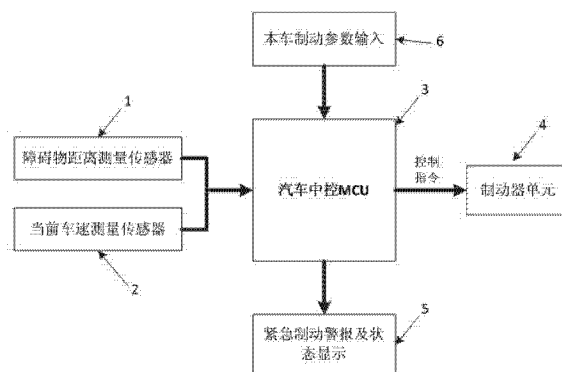 本车制动参数输入
6
1
3
障碍物距离测量传感器
4
控制
指令
汽车中控MCU
制动器单元
当前车速测量传感器
2
5
紧急制动警报及状
态显示